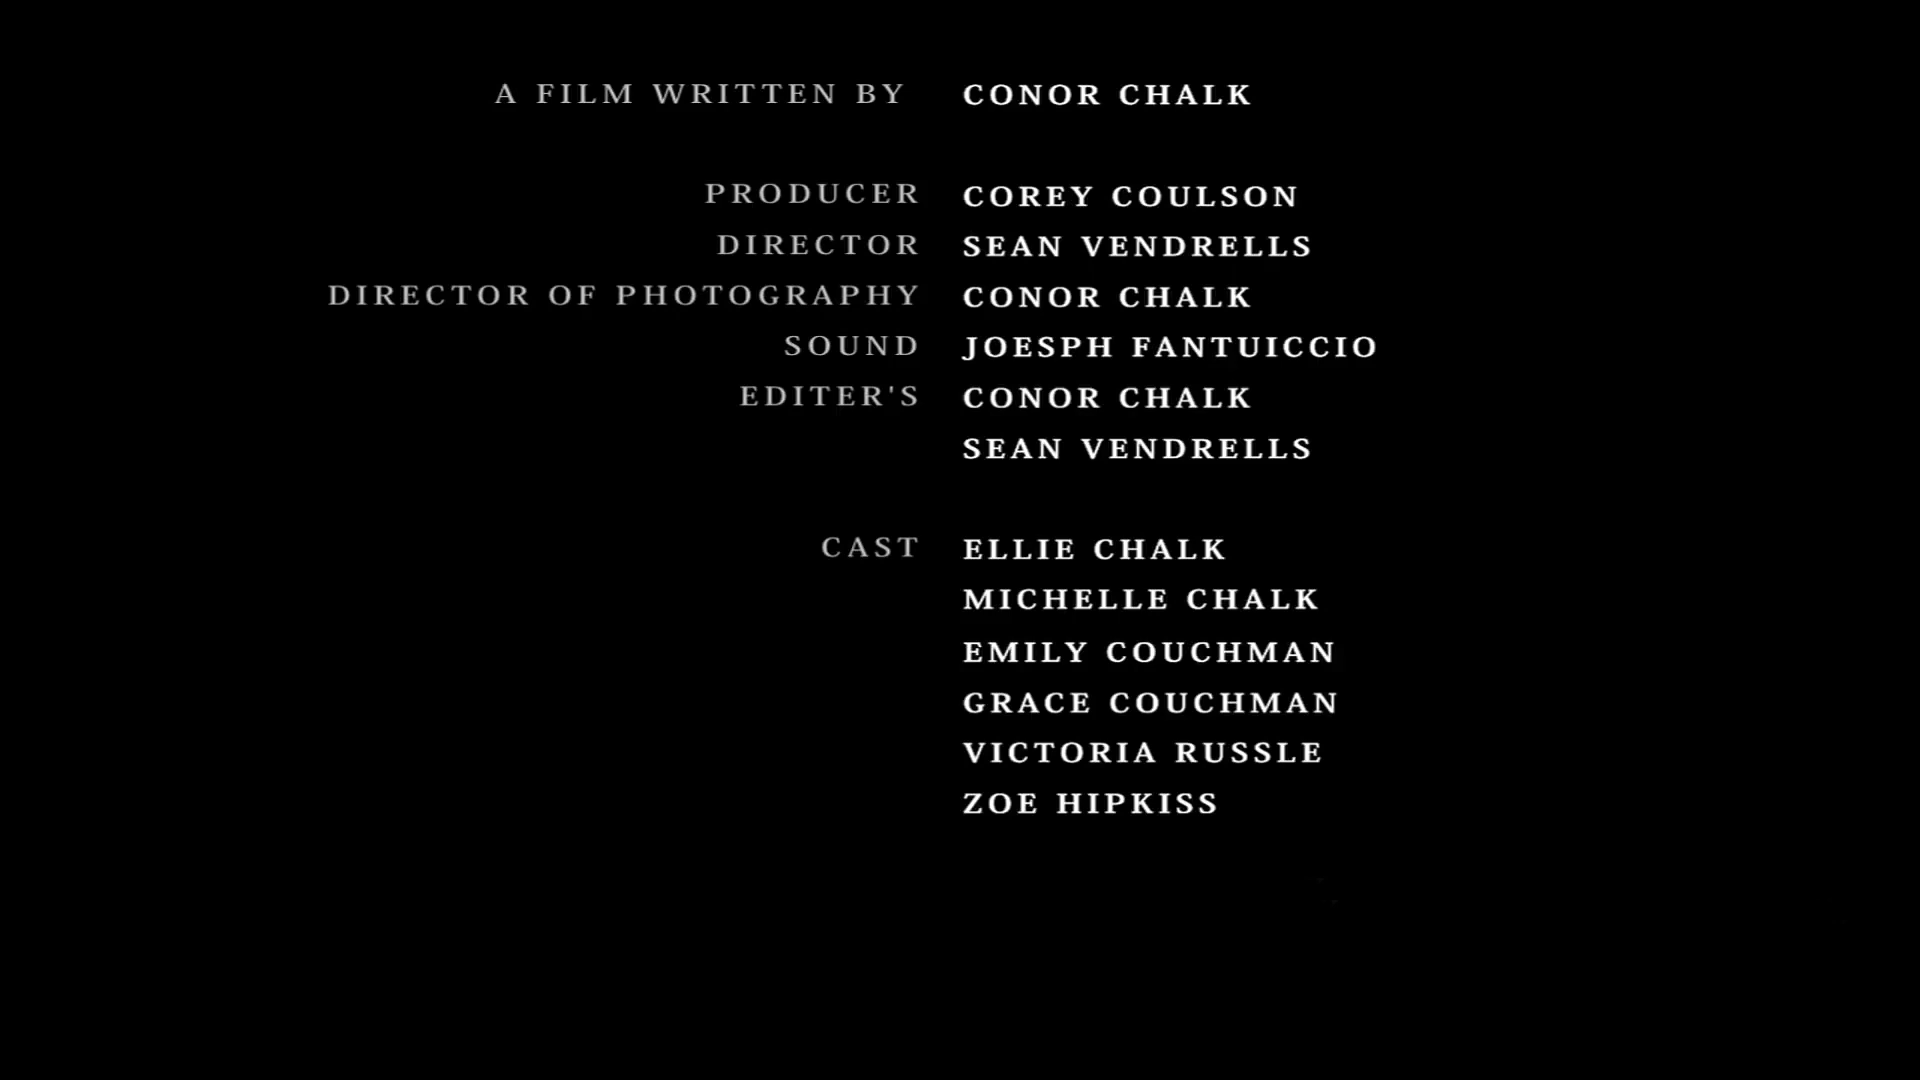 A FILM WRITTEN BY CONOR CHALK
PRODUCER COREY COULSON
DIRECTOR SEAN VENDRELLS
DIRECTOR OF PHOTOGRAPHY CONOR CHALK
SOUND JOESPH FANTUICCIO
EDITER'S CONOR CHALK
SEAN VENDRELLS
CAST ELLIE CHALK
MICHELLE CHALK
EMILY COUCHMAN
GRACE COUCHMAN
VICTORIA RUSSLE
ZOE HIPKISS